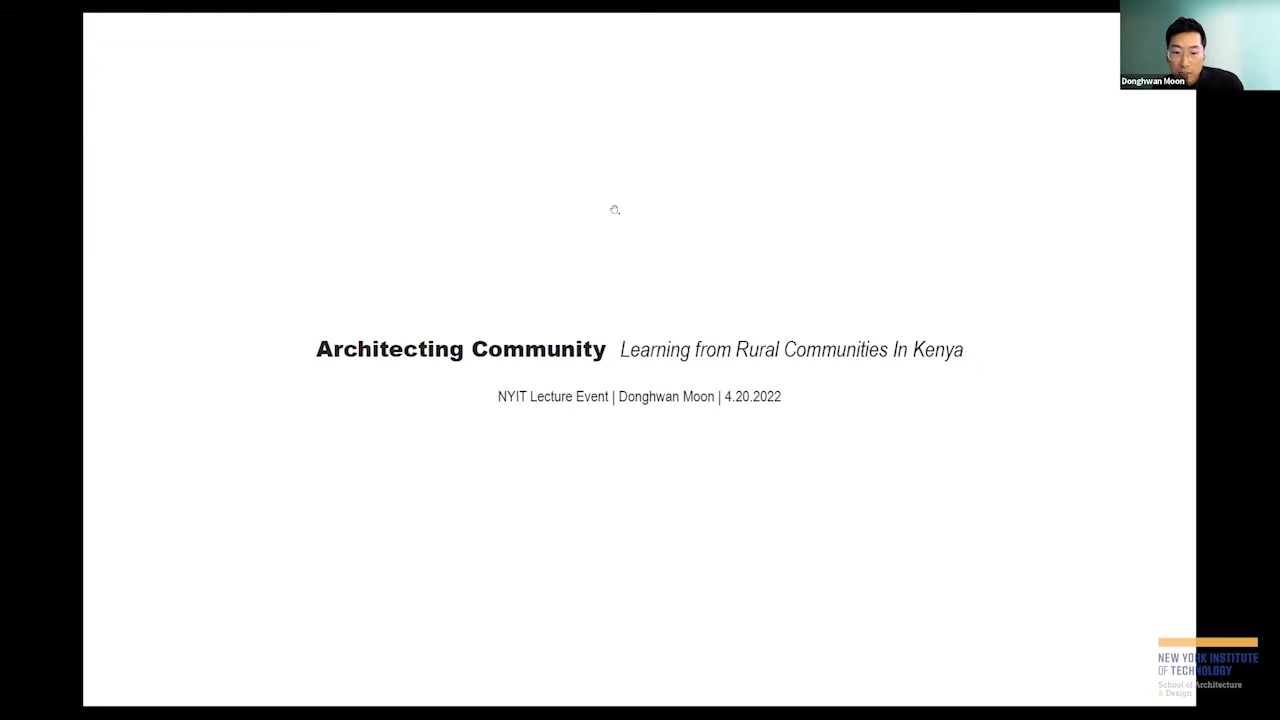 Donghwan Moon
Architecting Community Learning from Rural Communities In Kenya
NYIT Lecture Event | Donghwan Moon | 4.20.2022
NEW YORK INSTITUTE
OF TECHNOLOGY
School of Architecture
& Design